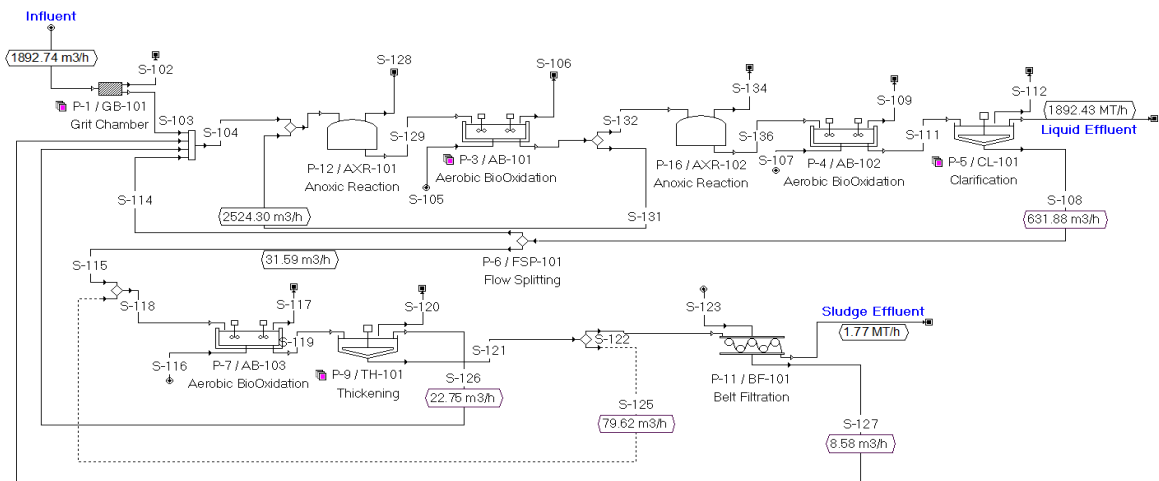 Influent
1892.74 m3/h
S-102
P-1 / GB-101
Grit Chamber
S-103
S-104
S-128
P-12 / AXR-101
Anoxic Reaction
S-129
S-106
P-3 / AB-101
Aerobic BioOxidation
S-105
S-132
S-134
P-16 / AXR-102
Anoxic Reaction
S-136
S-109
S-107
P-4 / AB-102
Aerobic BioOxidation
S-111
S-112
1892.43 MT/h
Liquid Effluent
P-5 / CL-101
Clarification
S-114
2524.30 m3/h
S-131
S-108
631.88 m3/h
31.59 m3/h
P-6 / FSP-101
Flow Splitting
S-115
S-118
S-117
S-119
S-116
P-7 / AB-103
Aerobic BioOxidation
S-120
P-9 / TH-101
Thickening
S-121
S-126
22.75 m3/h
S-122
S-125
79.62 m3/h
S-123
P-11 / BF-101
Belt Filtration
Sludge Effluent
1.77 MT/h
S-127
8.58 m3/h